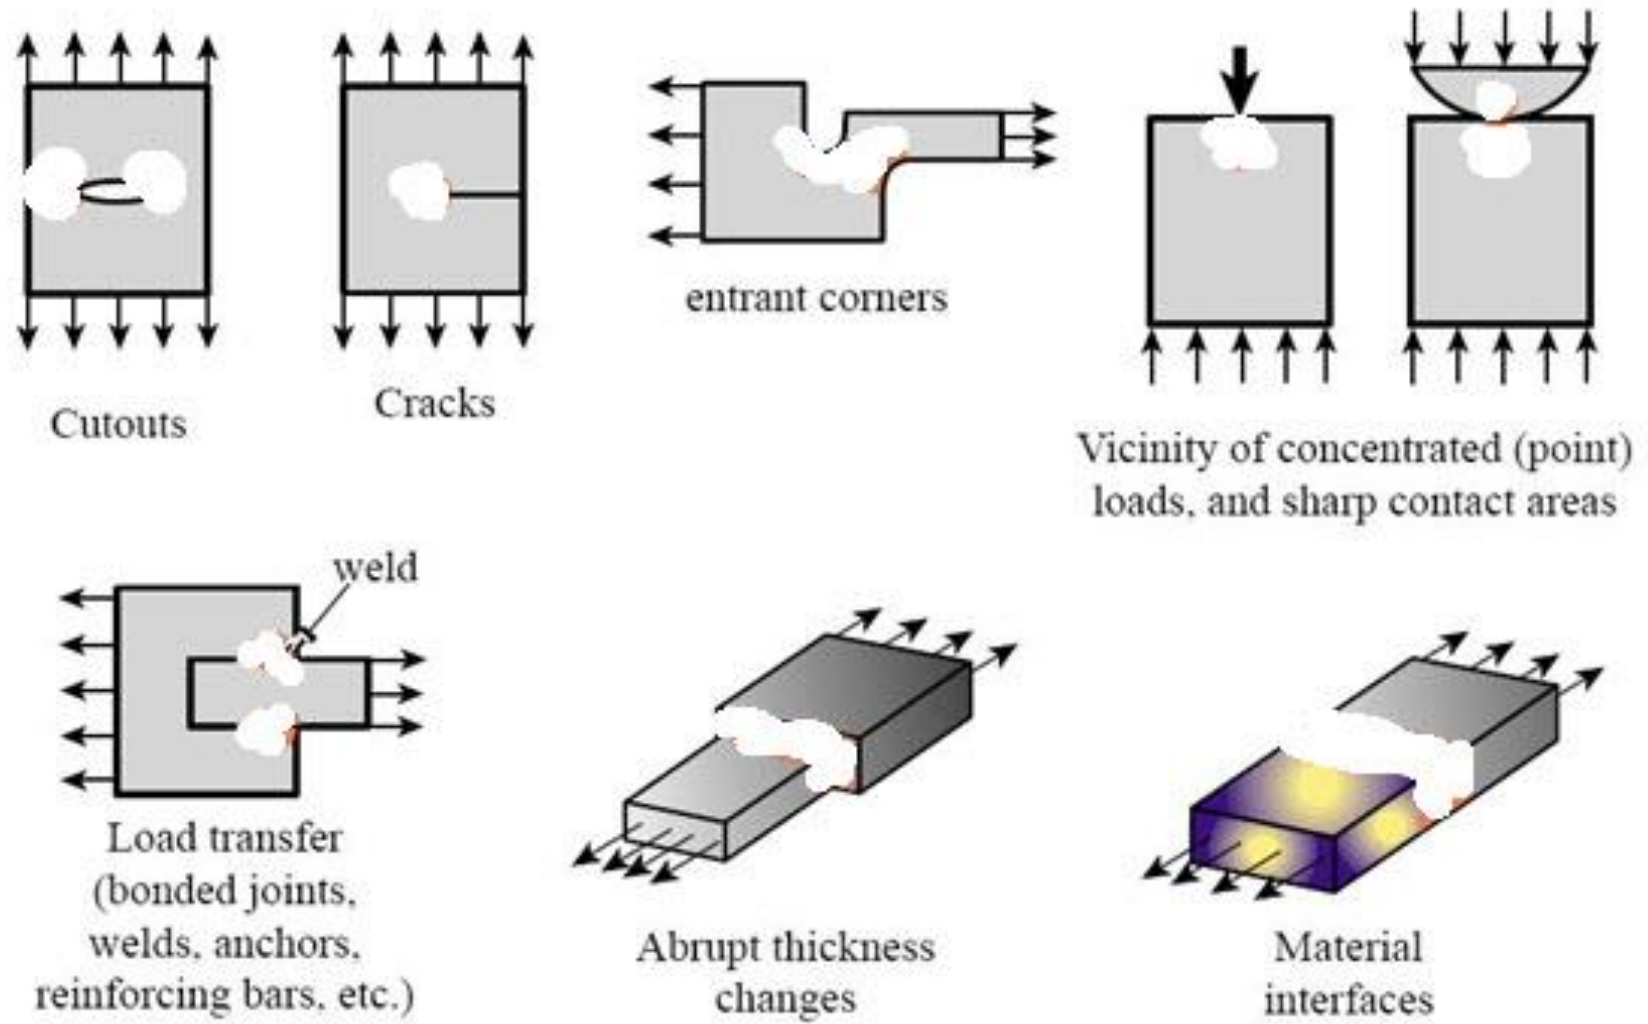 Cutouts
Cracks
entrant corners
Vicinity of concentrated (point)
loads, and sharp contact areas
weld
Load transfer
(bonded joints,
welds, anchors,
reinforcing bars, etc.)
Abrupt thickness
changes
Material
interfaces